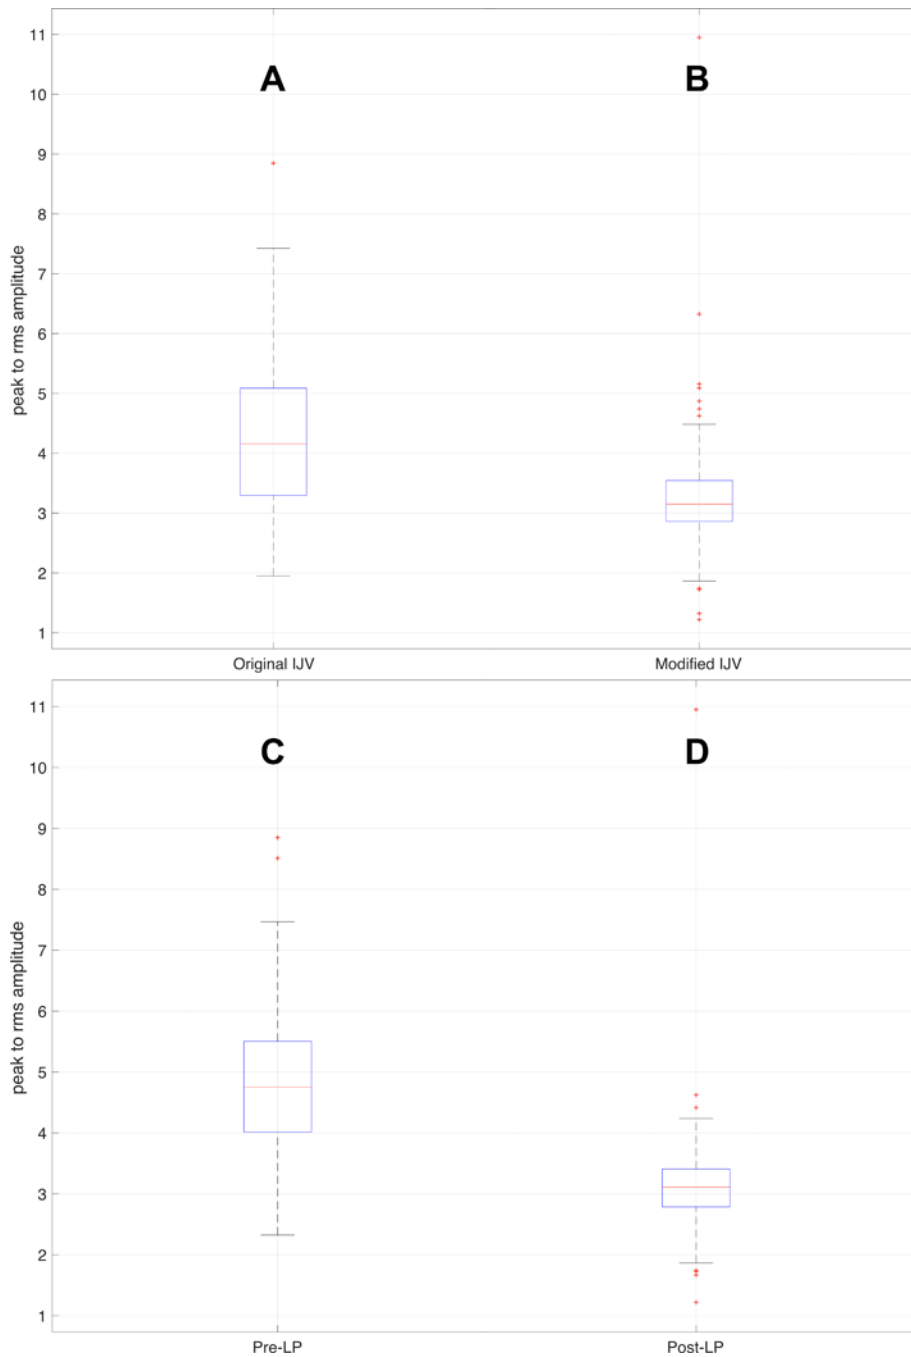 11
A
B
10
9
8
7
6
5
4
3
2
1
peak to rms amplitude
Original IJV
Modified IJV
11
C
D
10
9
8
7
6
5
4
3
2
1
peak to rms amplitude
Pre-LP
Post-LP